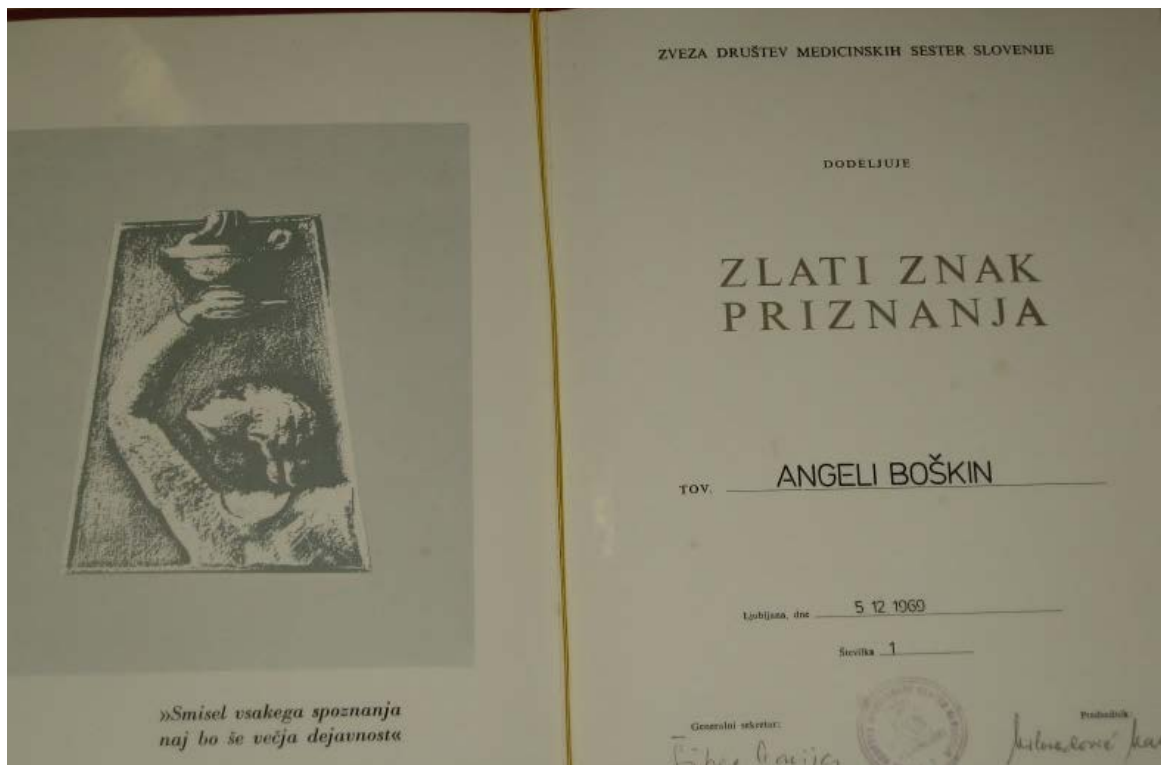 »Smisel vsakega spoznanja
naj bo še večja dejavnost«
ZVEZA DRUŠTEV MEDICINSKIH SESTER SLOVENIJE
DODELJUJE
ZLATI ZNAK
PRIZNANJA
TOV. ANGELI BOŠKIN
Ljubljana, dne 5 12 1969
Številka 1
Generalni sekretar:
Predsednik: